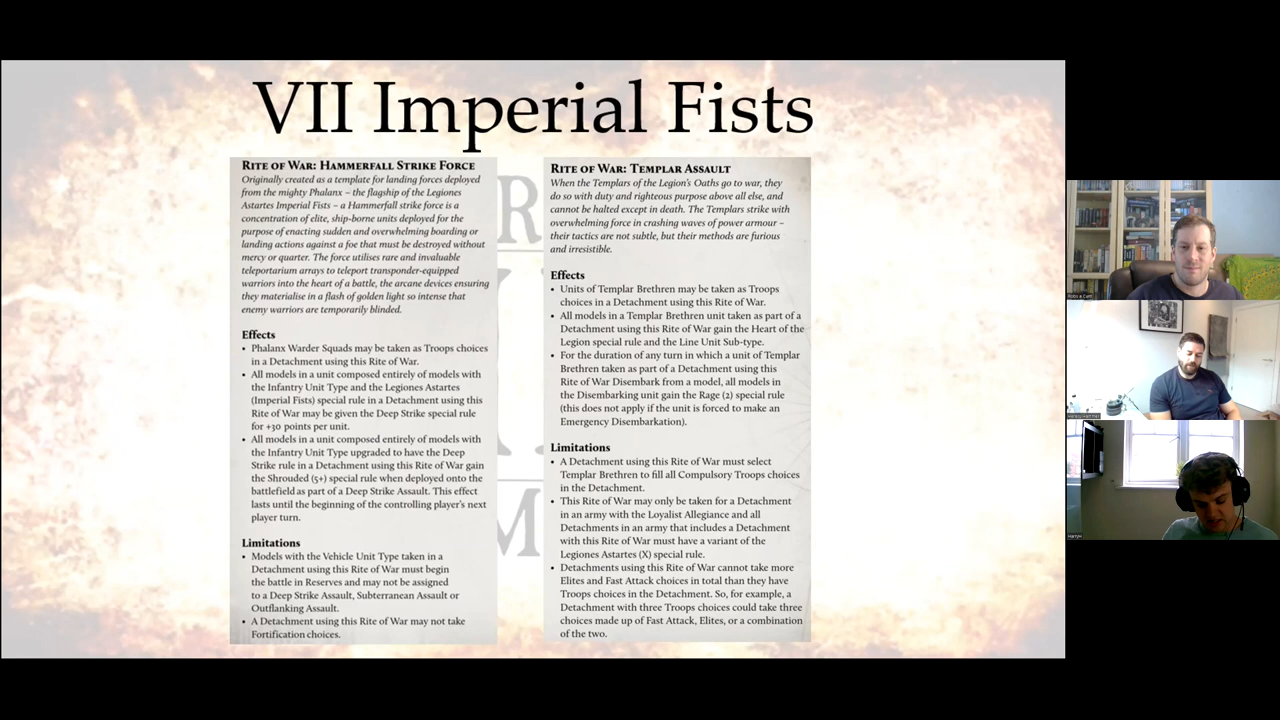 VII Imperial Fists
RITE OF WAR: HAMMERFALL STRIKE FORCE
Originally created as a template for landing forces deployed
from the mighty Phalanx – the flagship of the Legiones
Astartes Imperial Fists – a Hammerfall strike force is a
concentration of elite, ship-borne units deployed for the
purpose of enacting sudden and overwhelming boarding or
landing actions against a foe that must be destroyed without
mercy or quarter. The force utilises rare and invaluable
teleportarium arrays to teleport transponder-equipped
warriors into the heart of a battle, the arcane devices ensuring
they materialise in a flash of golden light so intense that
enemy warriors are temporarily blinded.
Effects
• Phalanx Warder Squads may be taken as Troops choices
in a Detachment using this Rite of War.
• All models in a unit composed entirely of models with
the Infantry Unit Type and the Legiones Astartes
(Imperial Fists) special rule in a Detachment using this
Rite of War may be given the Deep Strike special rule
for +30 points per unit.
• All models in a unit composed entirely of models with
the Infantry Unit Type upgraded to have the Deep
Strike rule in a Detachment using this Rite of War gain
the Shrouded (5+) special rule when deployed onto the
battlefield as part of a Deep Strike Assault. This effect
lasts until the beginning of the controlling player's next
player turn.
Limitations
• Models with the Vehicle Unit Type taken in a
Detachment using this Rite of War must begin
the battle in Reserves and may not be assigned
to a Deep Strike Assault, Subterranean Assault or
Outflanking Assault.
• A Detachment using this Rite of War may not take
Fortification choices.
RITE OF WAR: TEMPLAR ASSAULT
When the Templars of the Legion's Oaths go to war, they
do so with duty and righteous purpose above all else, and
cannot be halted except in death. The Templars strike with
overwhelming force in crashing waves of power armour –
their tactics are not subtle, but their methods are furious
and irresistible.
Effects
• Units of Templar Brethren may be taken as Troops
choices in a Detachment using this Rite of War.
• All models in a Templar Brethren unit taken as part of a
Detachment using this Rite of War gain the Heart of the
Legion special rule and the Line Unit Sub-type.
• For the duration of any turn in which a unit of Templar
Brethren taken as part of a Detachment using this
Rite of War Disembark from a model, all models in
the Disembarking unit gain the Rage (2) special rule
(this does not apply if the unit is forced to make an
Emergency Disembarkation).
Limitations
• A Detachment using this Rite of War must select
Templar Brethren to fill all Compulsory Troops choices
in the Detachment.
• This Rite of War may only be taken for a Detachment
in an army with the Loyalist Allegiance and all
Detachments in an army that includes a Detachment
with this Rite of War must have a variant of the
Legiones Astartes (X) special rule.
• Detachments using this Rite of War cannot take more
Elites and Fast Attack choices in total than they have
Troops choices in the Detachment. So, for example, a
Detachment with three Troops choices could take three
choices made up of Fast Attack, Elites, or a combination
of the two.